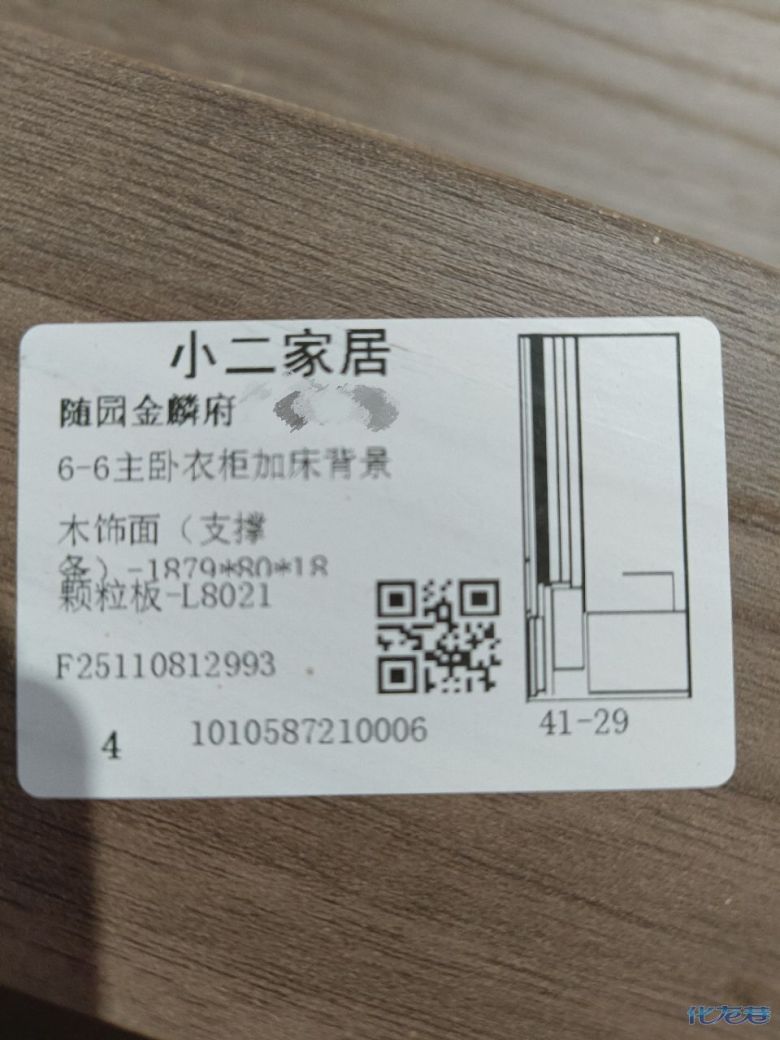 小二家居
随园金麟府
6-6主卧衣柜加床背景
木饰面（支撑
条）-1879*80*18
颗粒板-L8021
F25110812993
4
1010587210006
41-29
化龙巷